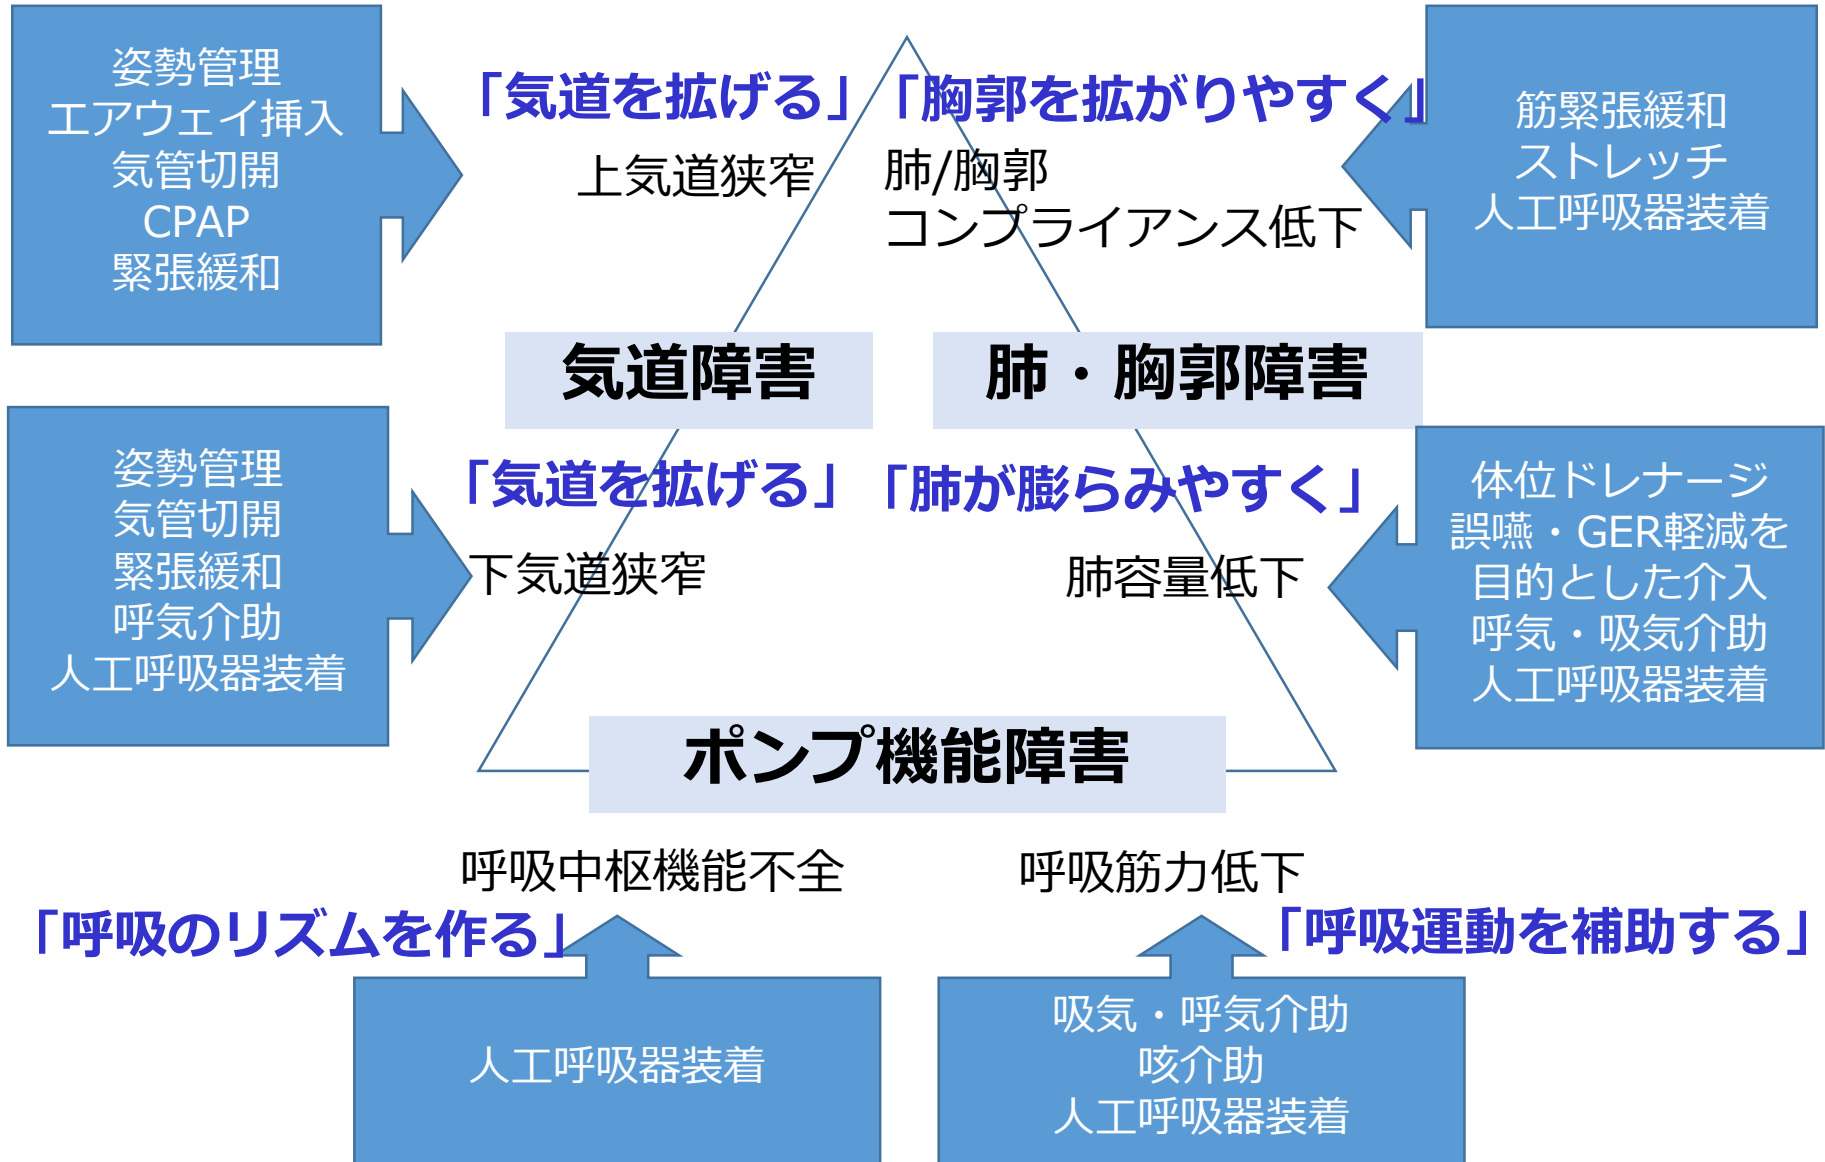 姿勢管理
エアウェイ挿入
気管切開
CPAP
緊張緩和
「気道を拡げる」
上気道狭窄
「胸郭を拡がりやすく」
肺/胸郭
コンプライアンス低下
筋緊張緩和
ストレッチ
人工呼吸器装着
気道障害
肺・胸郭障害
姿勢管理
気管切開
緊張緩和
呼気介助
人工呼吸器装着
「気道を拡げる」
下気道狭窄
「肺が膨らみやすく」
肺容量低下
体位ドレナージ
誤嚥・GER軽減を
目的とした介入
呼気・吸気介助
人工呼吸器装着
ポンプ機能障害
呼吸中枢機能不全
「呼吸のリズムを作る」
人工呼吸器装着
呼吸筋力低下
「呼吸運動を補助する」
吸気・呼気介助
咳介助
人工呼吸器装着